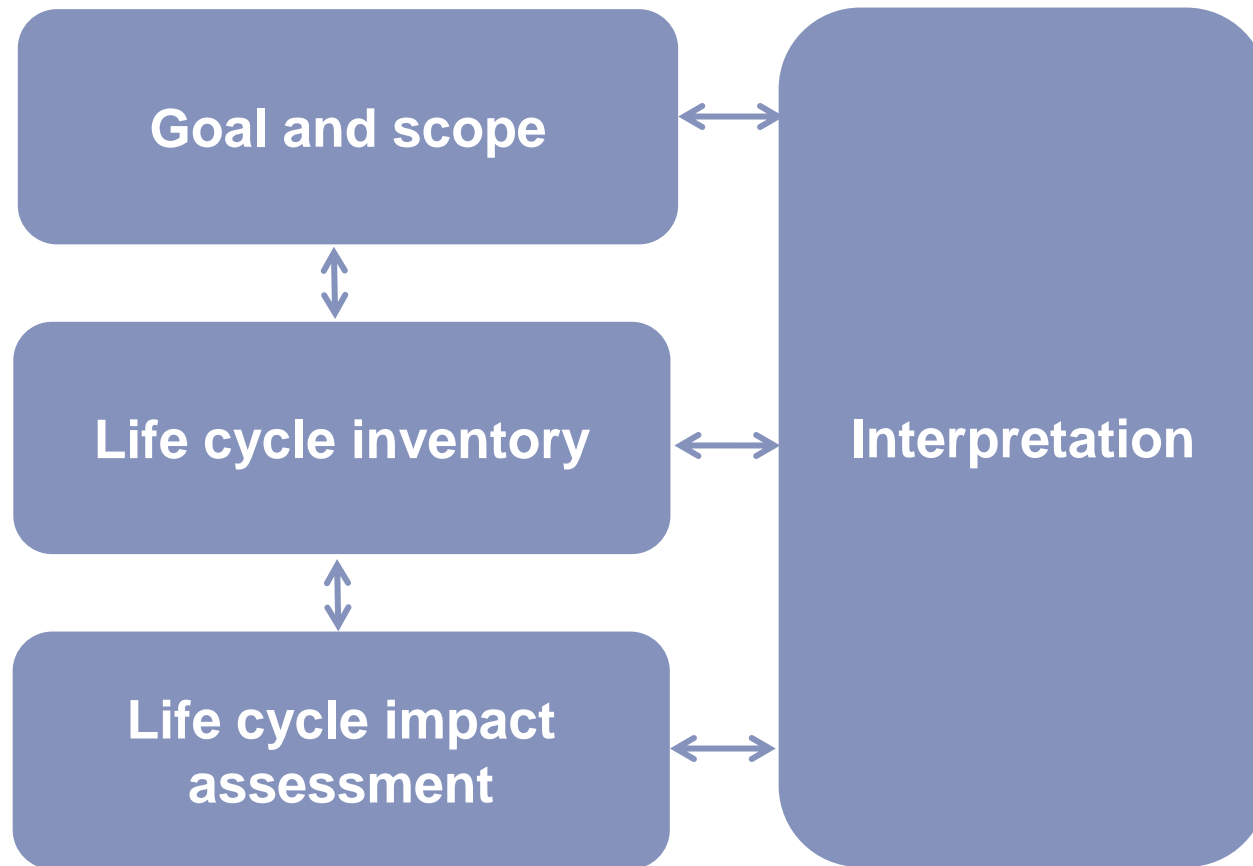 Goal and scope
Life cycle inventory
Interpretation
Life cycle impact
assessment